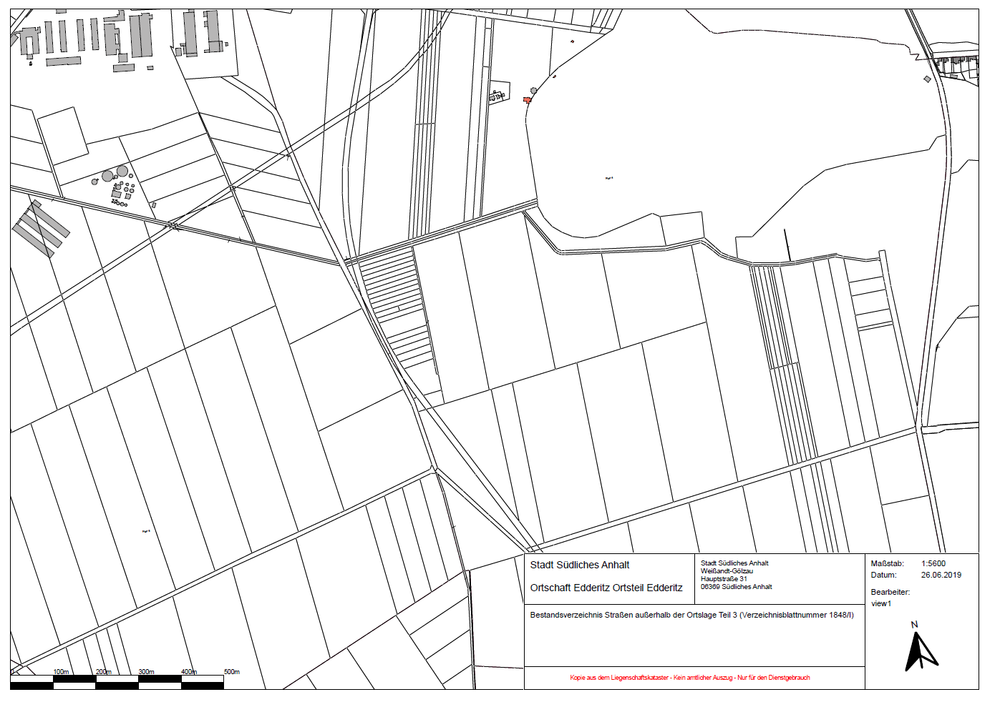 Stadt Südliches Anhalt
Ortschaft Edderitz Ortsteil Edderitz
Stadt Südliches Anhalt
Weißandt-Gölzau
Hauptstraße 31
06369 Südliches Anhalt
Maßstab: 1:5600
Datum: 26.06.2019
Bearbeiter:
view1
Bestandsverzeichnis Straßen außerhalb der Ortslage Teil 3 (Verzeichnisblattnummer 1848/I)
N
Kopie aus dem Liegenschaftskataster - Kein amtlicher Auszug - Nur für den Dienstgebrauch
0 100m 200m 300m 400m 500m